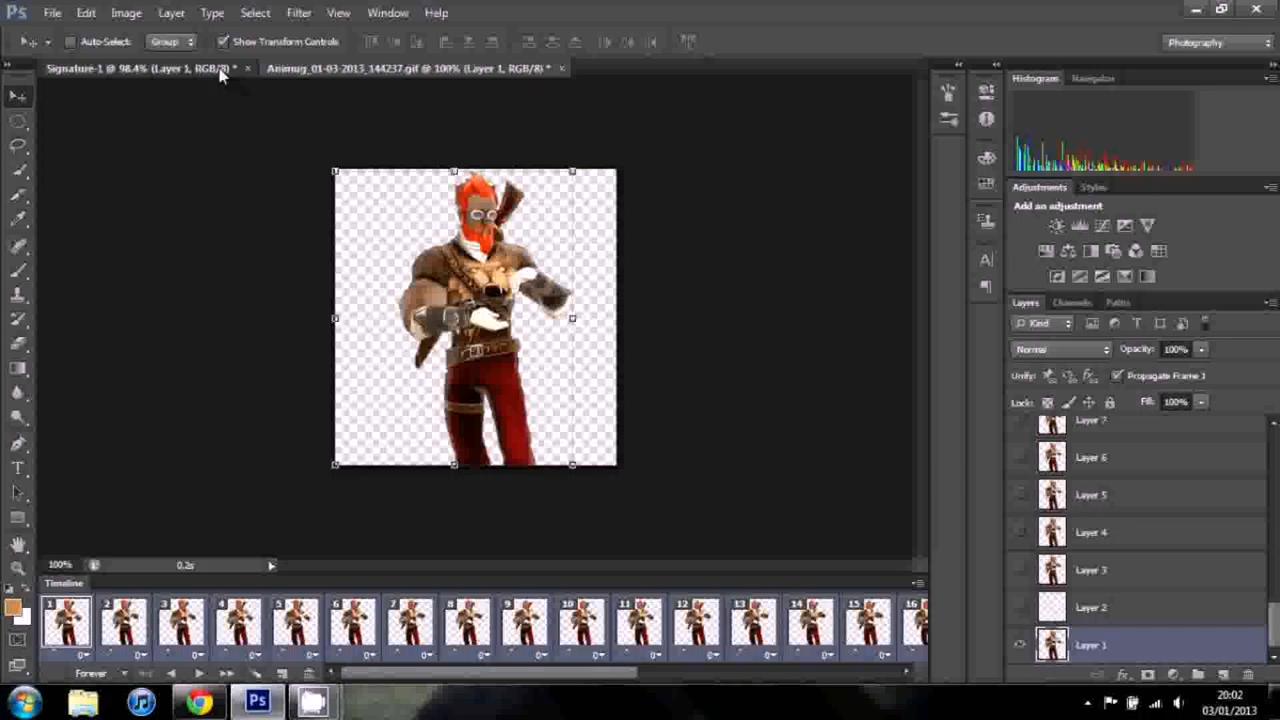 Ps File Edit Image Layer Type Select Filter View Window Help
Auto-Select: Group Show Transform Controls Photography
Signature-1 @ 98.4% (Layer 1, RGB/8) * × Animug_01-03-2013_144237.gif @ 100% (Layer 1, RGB/8) * ×
Histogram Navigator
Adjustments Styles
Add an adjustment
Layers Channels Paths
Kind
Normal Opacity: 100%
Unify: Propagate Frame 1
Lock: Fill: 100%
Layer 7
Layer 6
Layer 5
Layer 4
Layer 3
Layer 2
Layer 1
100% 0.2s
Timeline
1 2 3 4 5 6 7 8 9 10 11 12 13 14 15 16
Forever
Ps
20:02
03/01/2013